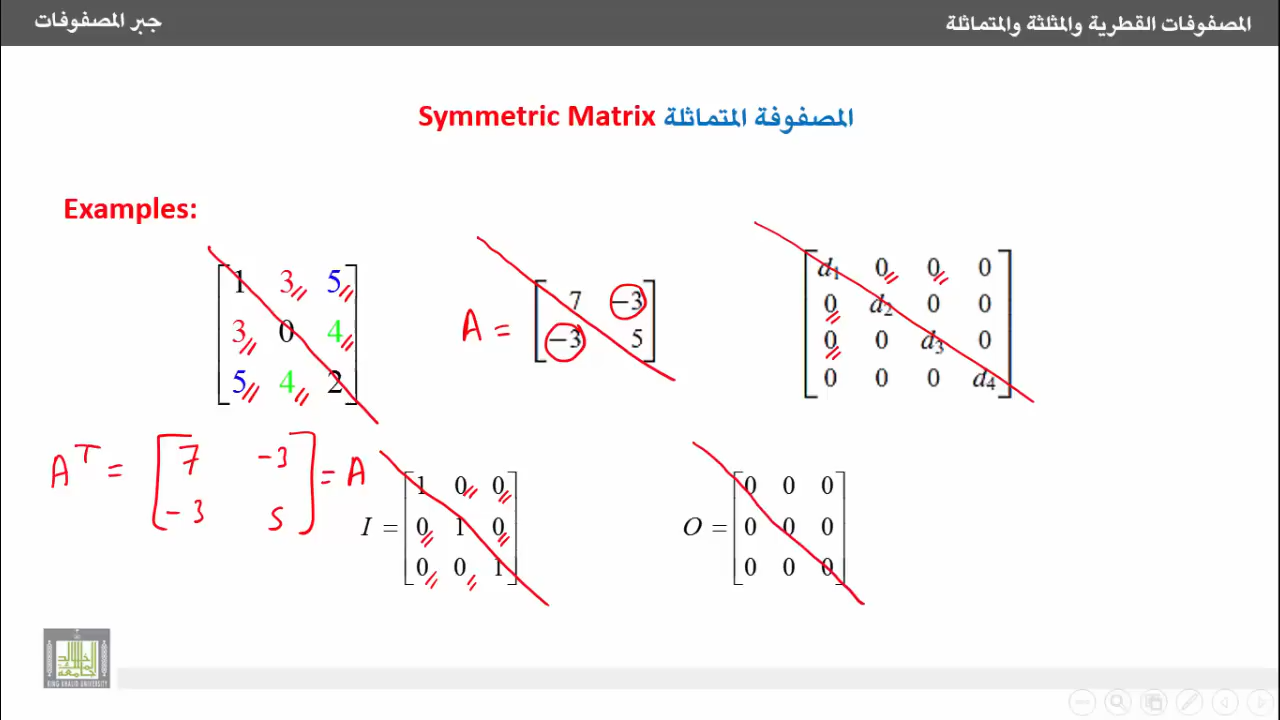 المصفوفات القطرية والمثلثة والمتماثلة
جبر المصفوفات
Symmetric Matrix المصفوفة المتماثلة
Examples:
1 3 5
3 0 4
5 4 2
A =
7 −3
−3 5
d1 0 0 0
0 d2 0 0
0 0 d3 0
0 0 0 d4
A^T = [7 -3
-3 5] = A
I =
1 0 0
0 1 0
0 0 1
O =
0 0 0
0 0 0
0 0 0
KING KHALID UNIVERSITY